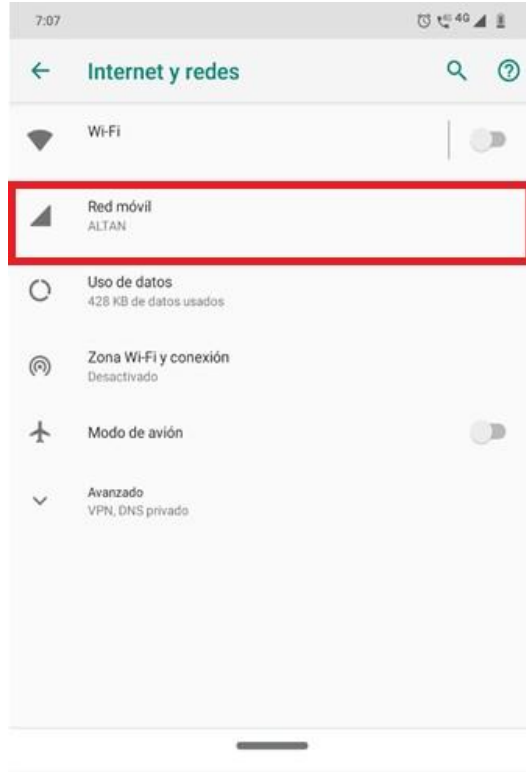 7:07
4G
Internet y redes
Wi-Fi
Red móvil
ALTAN
Uso de datos
428 KB de datos usados
Zona Wi-Fi y conexión
Desactivado
Modo de avión
Avanzado
VPN, DNS privado